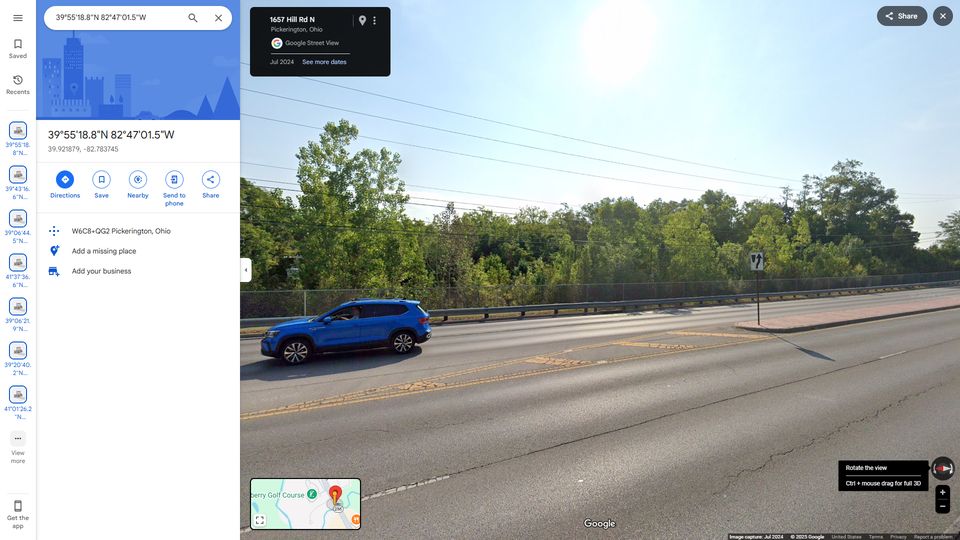 39°55'18.8"N 82°47'01.5"W
Saved
Recents
39°55'18.
8"N...
39°43'16.
6"N...
39°06'44.
5"N...
41°37'36.
6"N...
39°06'21.
9"N...
39°20'40.
2"N...
41°01'26.2
"N...
View
more
Get the
app
39°55'18.8"N 82°47'01.5"W
39.921879, -82.783745
Directions
Save
Nearby
Send to
phone
Share
W6C8+QG2 Pickerington, Ohio
Add a missing place
Add your business
1657 Hill Rd N
Pickerington, Ohio
Google Street View
Jul 2024 See more dates
Share
berry Golf Course
Google
Rotate the view
Ctrl + mouse drag for full 3D
Image capture: Jul 2024 © 2025 Google United States Terms Privacy Report a problem